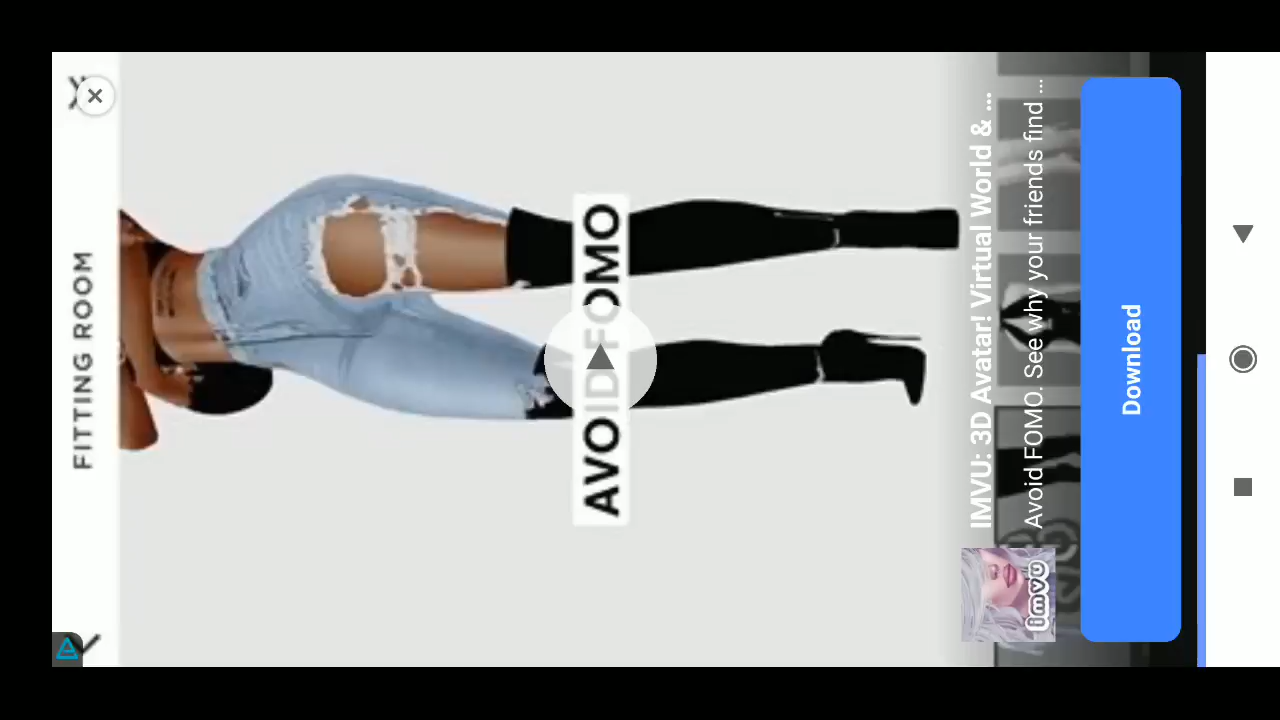 FITTING ROOM
AVOID FOMO
IMVU: 3D Avatar! Virtual World & ...
Avoid FOMO. See why your friends find ...
imvu
Download